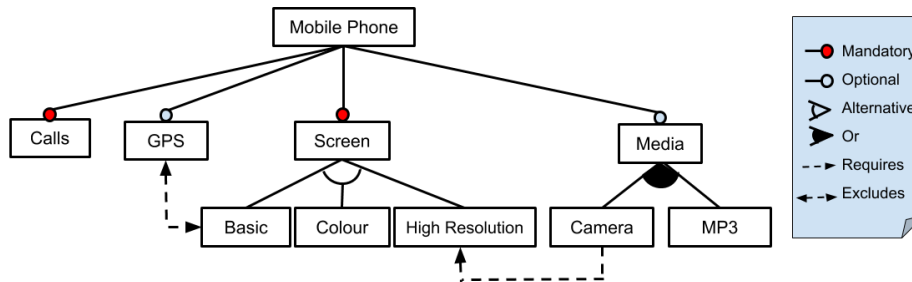 Mobile Phone
Calls
GPS
Screen
Media
Basic
Colour
High Resolution
Camera
MP3
Mandatory
Optional
Alternative
Or
Requires
Excludes